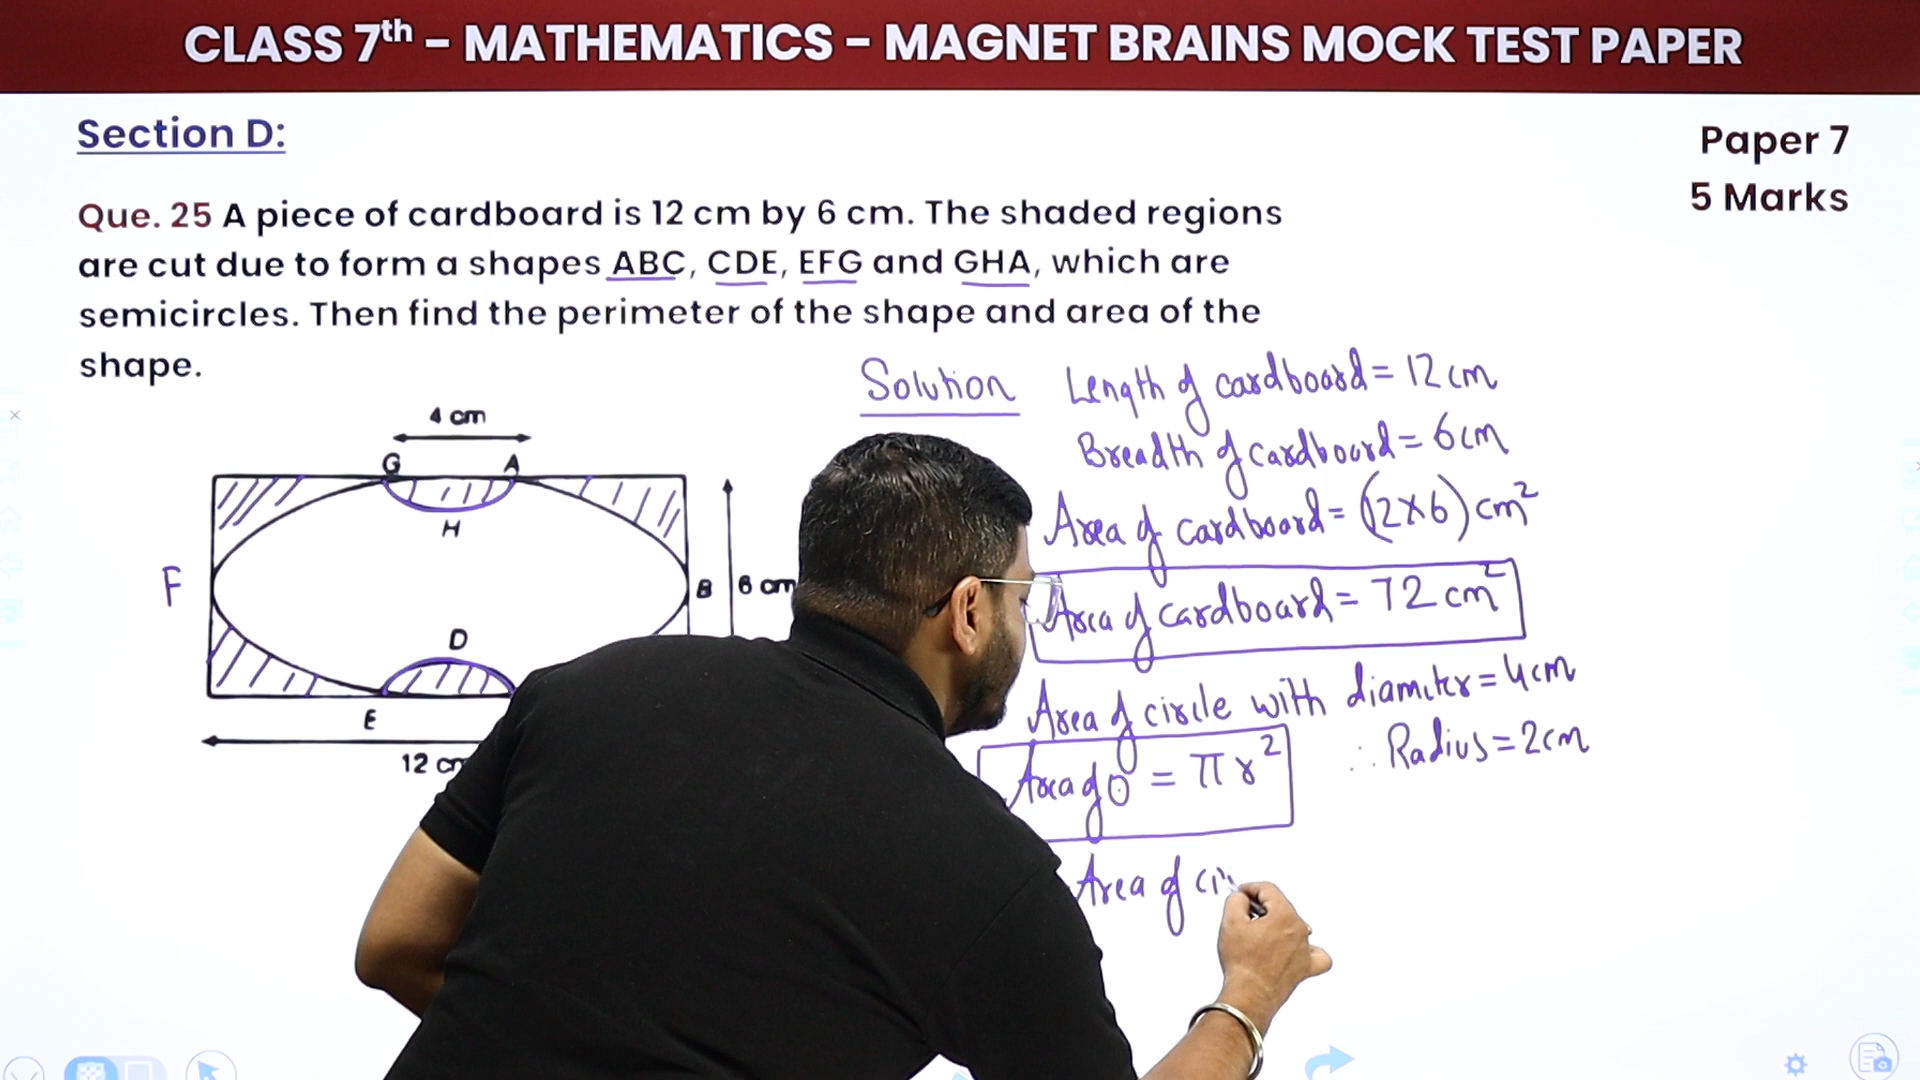 CLASS 7th - MATHEMATICS - MAGNET BRAINS MOCK TEST PAPER
Section D:
Paper 7
5 Marks
Que. 25 A piece of cardboard is 12 cm by 6 cm. The shaded regions
are cut due to form a shapes ABC, CDE, EFG and GHA, which are
semicircles. Then find the perimeter of the shape and area of the
shape.
4 cm
G A
H
F
B
6 cm
D
E
12 cm
Solution
Length of cardboard = 12 cm
Breadth of cardboard = 6 cm
Area of cardboard = (12×6) cm²
Area of cardboard = 72 cm²
Area of circle with diameter = 4 cm
∴ Radius = 2 cm
Area of ⊙ = πr²
Area of ci